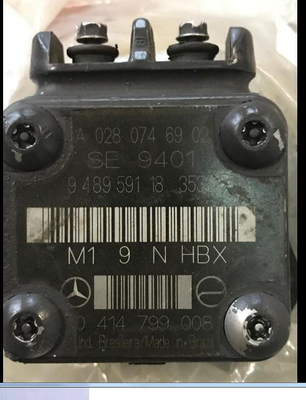 A 028 074 69 02
SE 9401
9 489 591 18
M1 9 N HBX
0 414 799 008
Ind. Brasileira/Made in Brazil